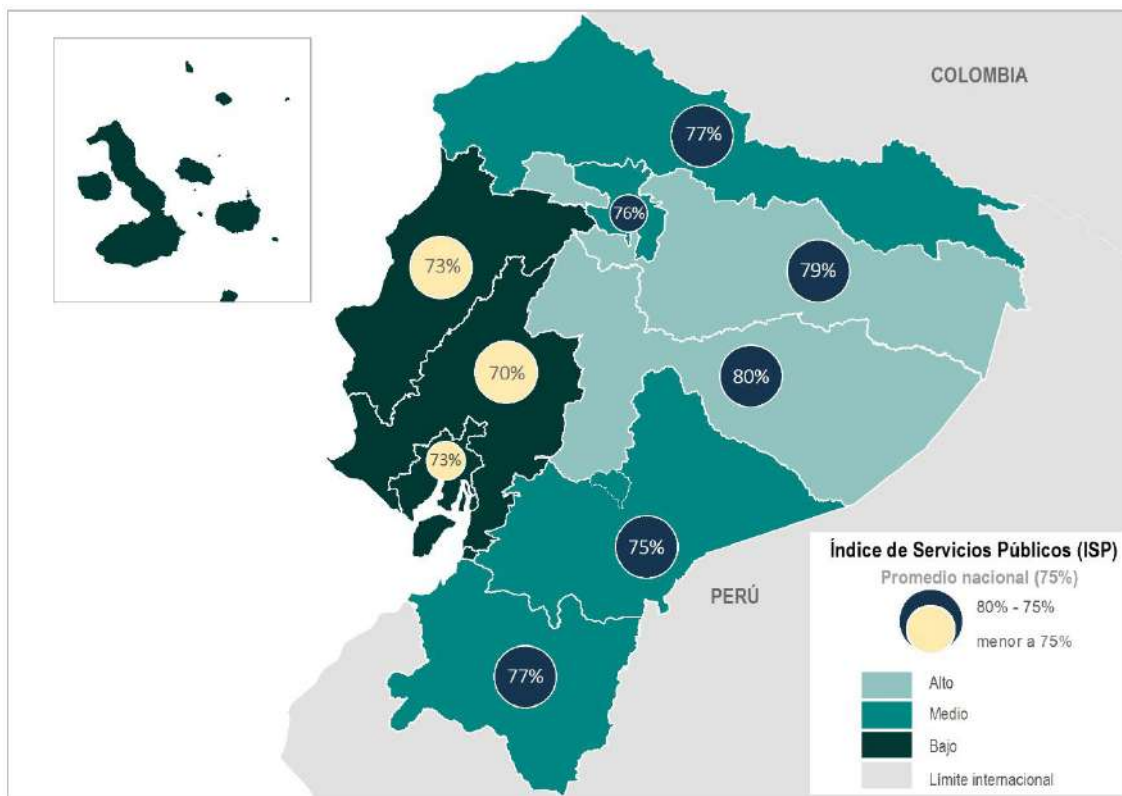 COLOMBIA
77%
76%
73%
79%
70%
80%
73%
75%
PERÚ
77%
Índice de Servicios Públicos (ISP)
Promedio nacional (75%)
80% - 75%
menor a 75%
Alto
Medio
Bajo
Límite internacional